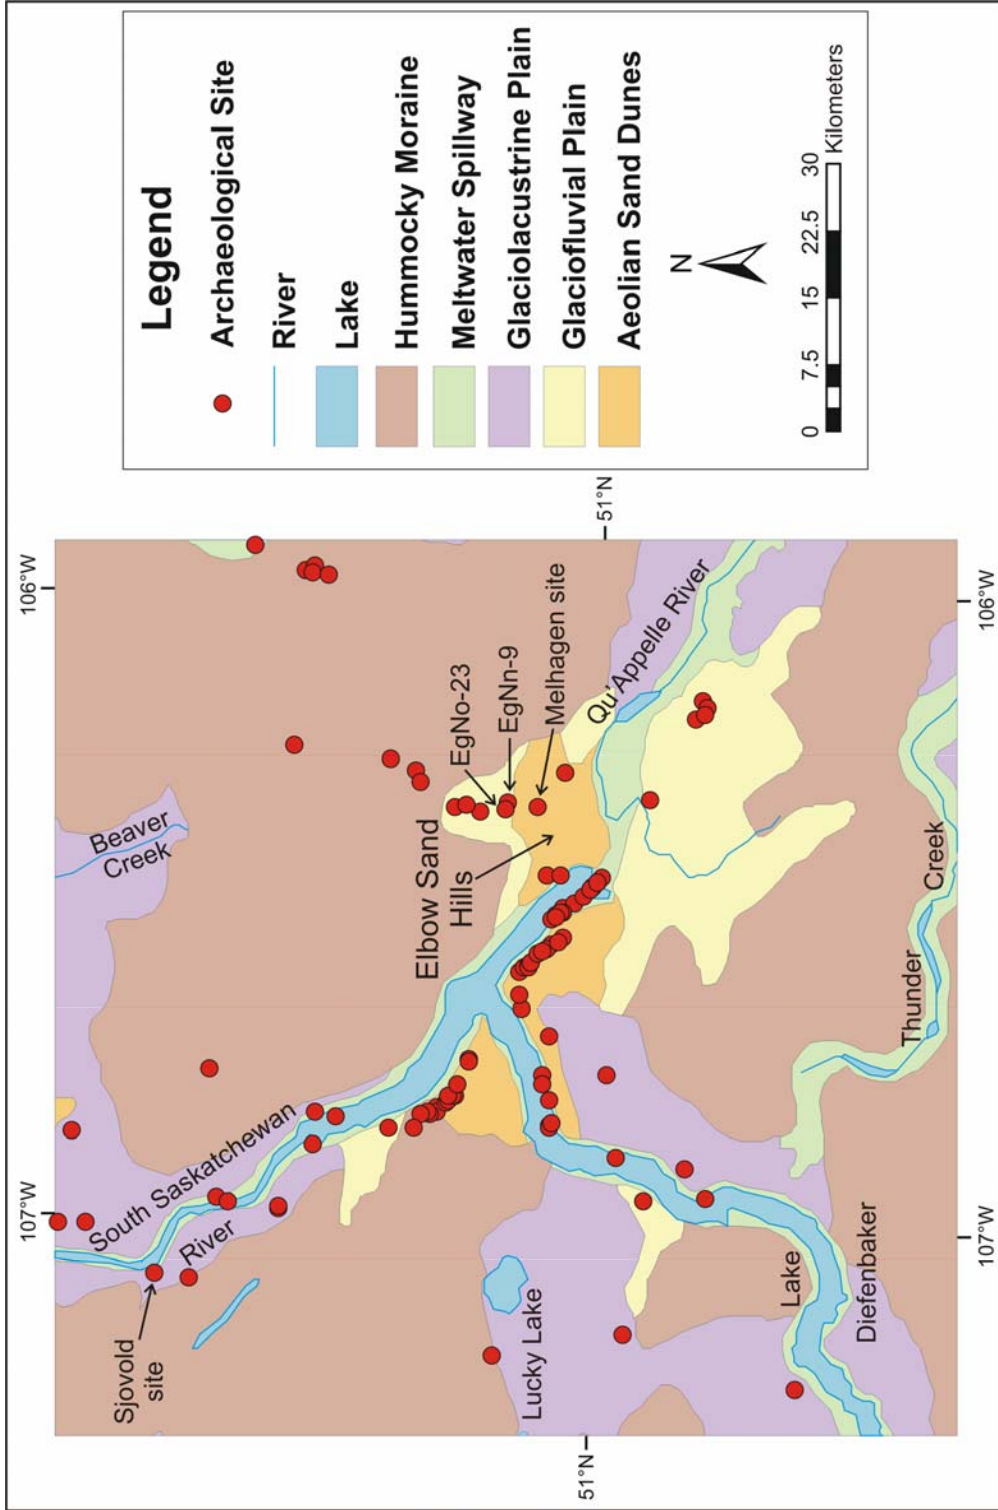 107°W
106°W
Sjovold
site
South Saskatchewan
River
Beaver
Creek
Elbow Sand
Hills
EgNo-23
EgNn-9
Melhagen site
Lucky Lake
51°N
51°N
Qu'Appelle River
Lake
Diefenbaker
Thunder
Creek
107°W
106°W
Legend
Archaeological Site
River
Lake
Hummocky Moraine
Meltwater Spillway
Glaciolacustrine Plain
Glaciofluvial Plain
Aeolian Sand Dunes
N
0 7.5 15 22.5 30
Kilometers